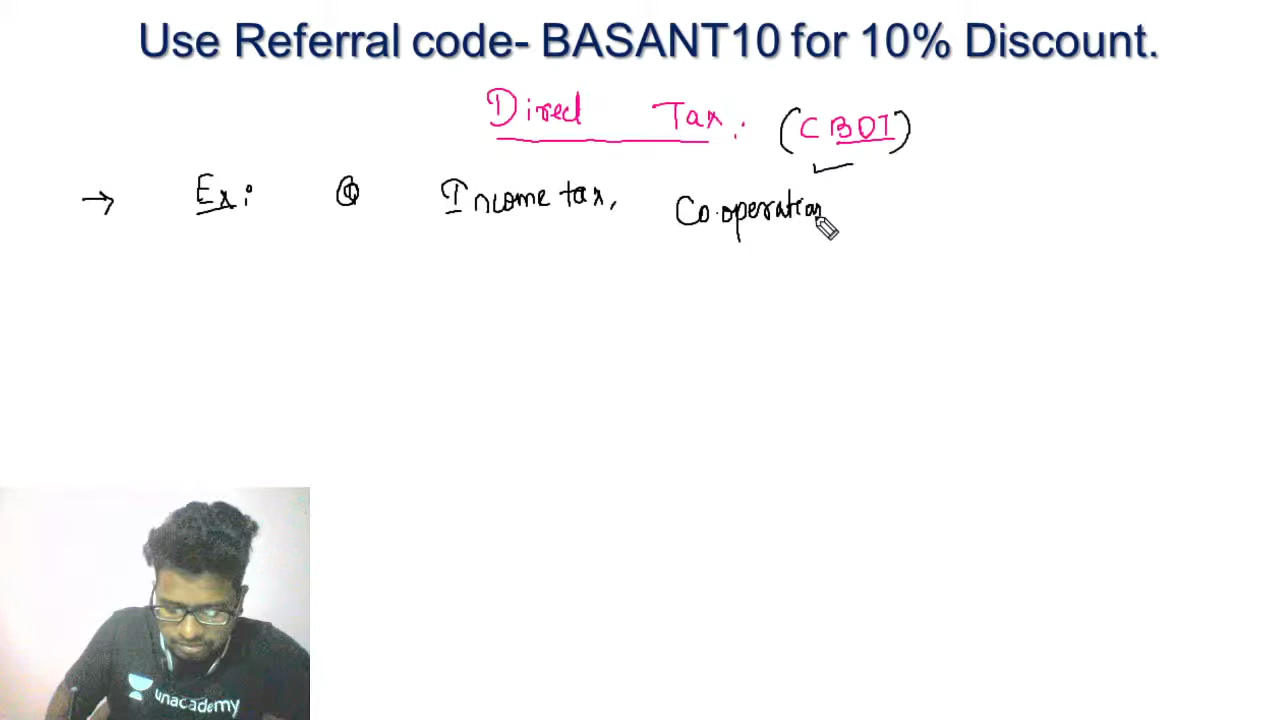 Use Referral code- BASANT10 for 10% Discount.
Direct Tax: (CBDT)
→ Ex: ① Income tax, Co.operation
unacademy